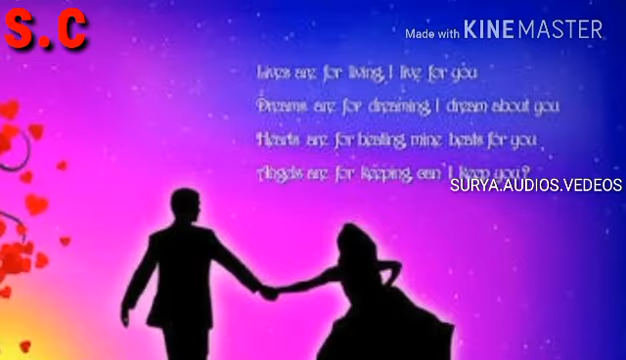 S.C
Made with KINEMASTER
Lives are for living, I live for you
Dreams are for dreaming, I dream about you
Hearts are for beating, mine beats for you
Angels are for keeping, can I keep you?
SURYA.AUDIOS.VEDEOS